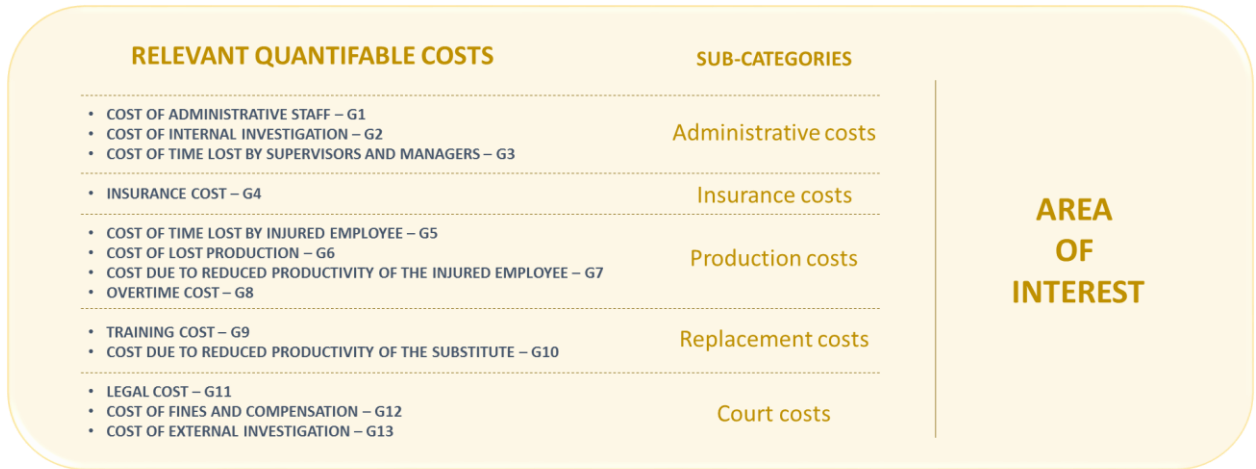 RELEVANT QUANTIFABLE COSTS
SUB-CATEGORIES
• COST OF ADMINISTRATIVE STAFF – G1
• COST OF INTERNAL INVESTIGATION – G2
• COST OF TIME LOST BY SUPERVISORS AND MANAGERS – G3
Administrative costs
• INSURANCE COST – G4
Insurance costs
• COST OF TIME LOST BY INJURED EMPLOYEE – G5
• COST OF LOST PRODUCTION – G6
• COST DUE TO REDUCED PRODUCTIVITY OF THE INJURED EMPLOYEE – G7
• OVERTIME COST – G8
Production costs
• TRAINING COST – G9
• COST DUE TO REDUCED PRODUCTIVITY OF THE SUBSTITUTE – G10
Replacement costs
• LEGAL COST – G11
• COST OF FINES AND COMPENSATION – G12
• COST OF EXTERNAL INVESTIGATION – G13
Court costs
AREA
OF
INTEREST